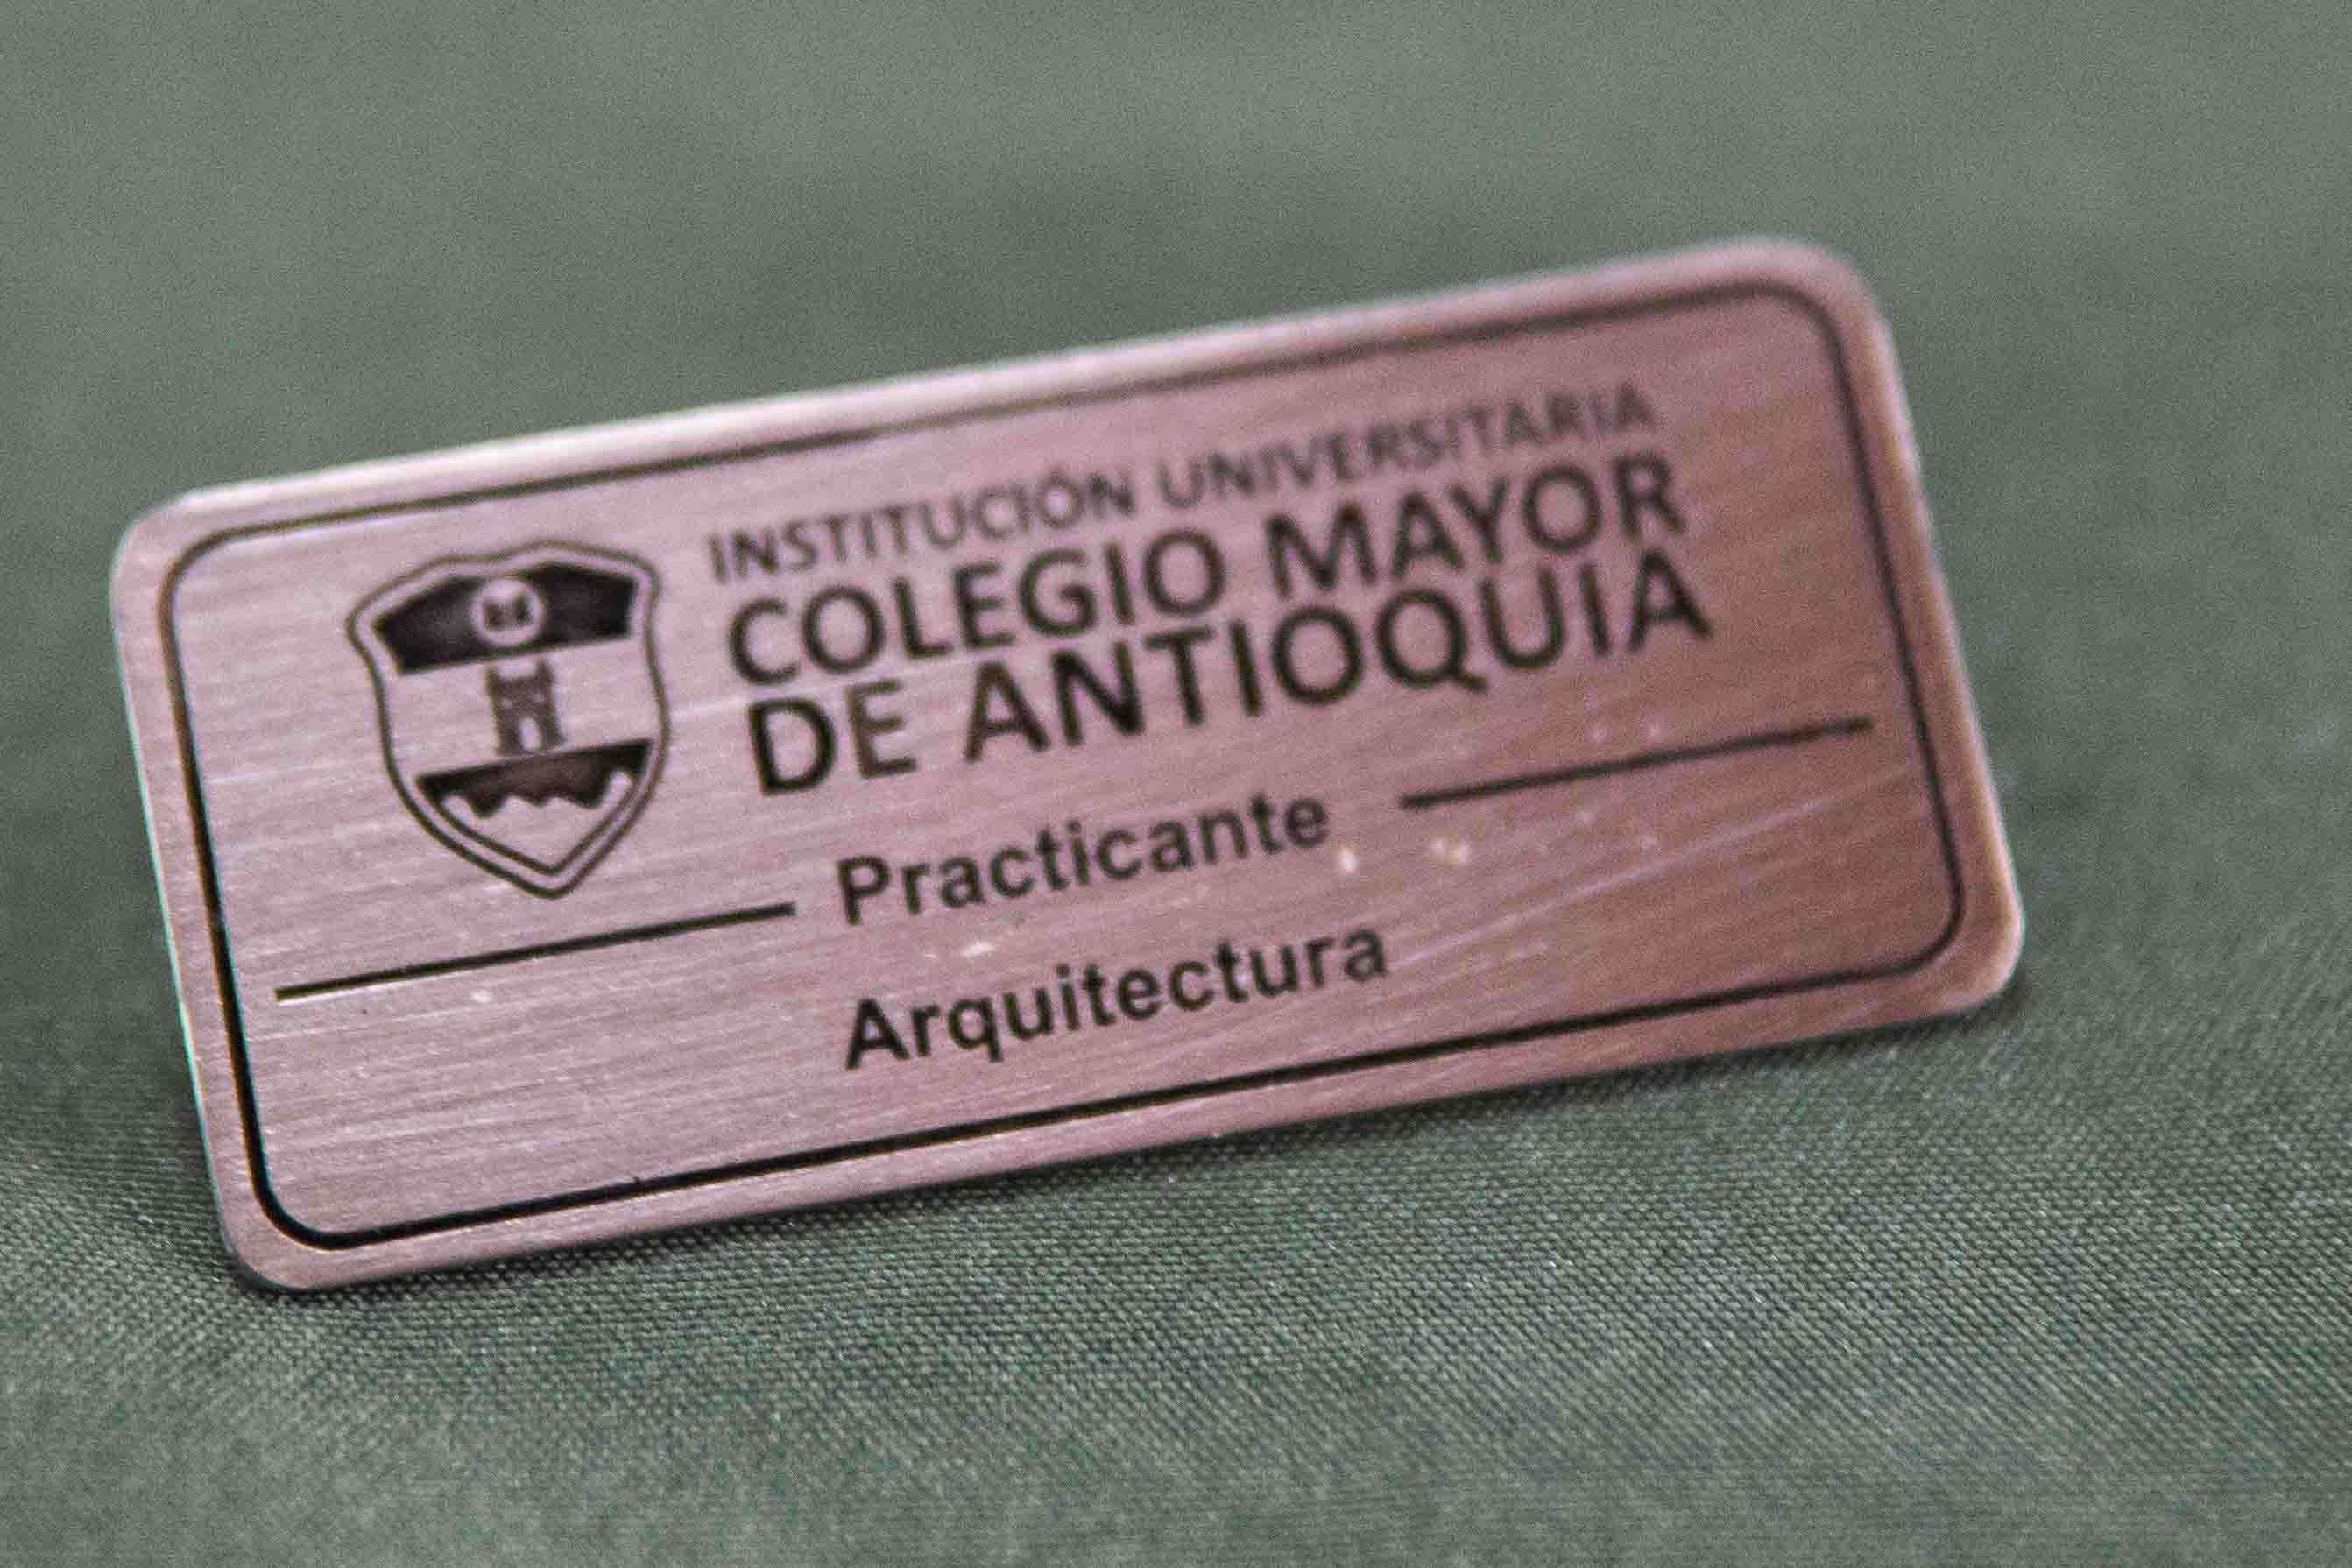 INSTITUCIÓN UNIVERSITARIA
COLEGIO MAYOR
DE ANTIOQUIA
Practicante
Arquitectura